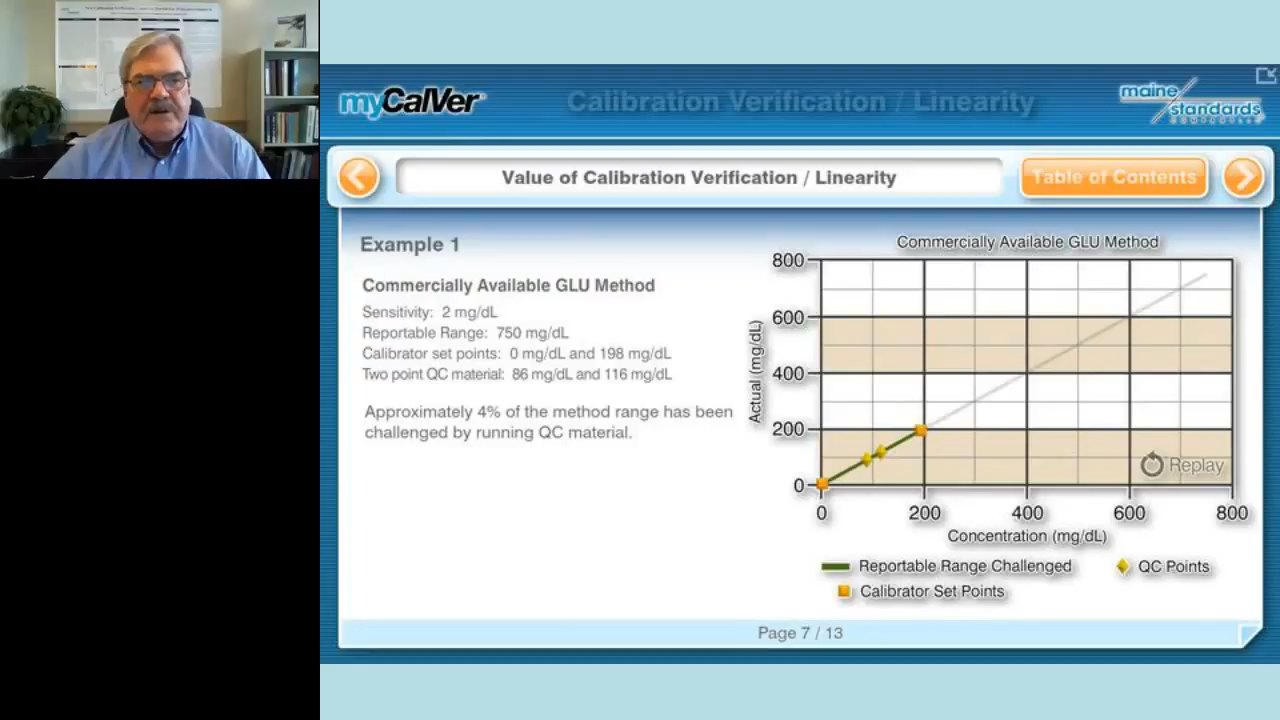 myCalVer
Calibration Verification / Linearity
maine
standards
Value of Calibration Verification / Linearity
Table of Contents
Example 1
Commercially Available GLU Method
Sensitivity: 2 mg/dL
Reportable Range: 750 mg/dL
Calibrator set points: 0 mg/dL and 198 mg/dL
Two point QC material: 86 mg/dL and 116 mg/dL
Approximately 4% of the method range has been
challenged by running QC material.
Commercially Available GLU Method
Actual (mg/dL)
800
600
400
200
0
0 200 400 600 800
Concentration (mg/dL)
Replay
Reportable Range Challenged
QC Points
Calibrator Set Points
Page 7 / 13